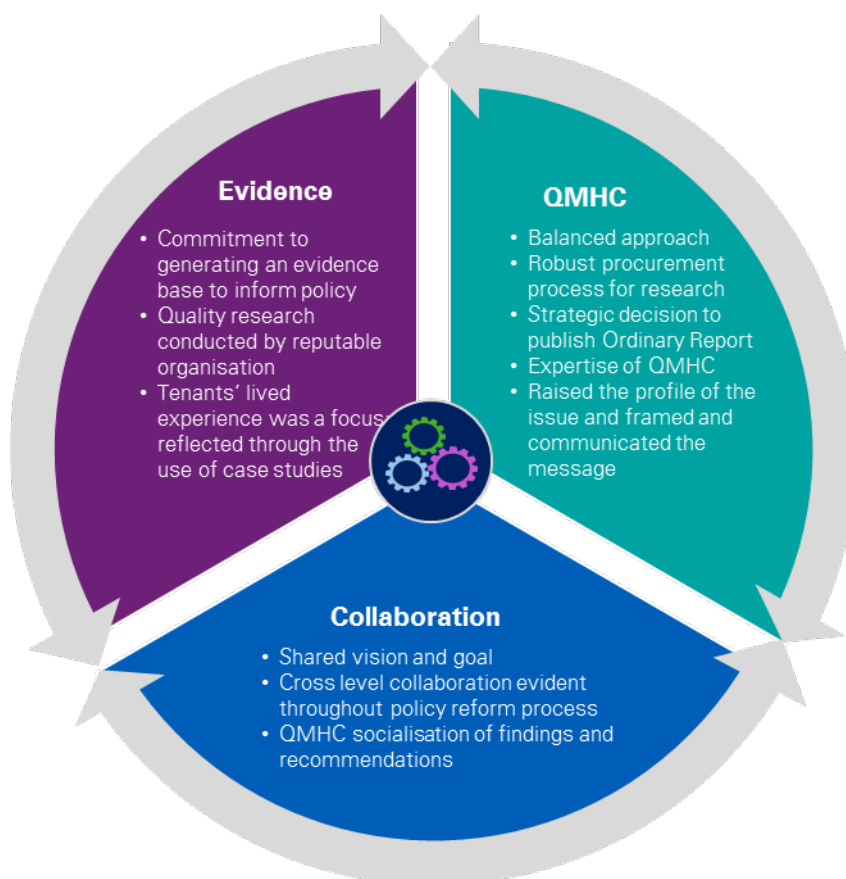 Evidence
• Commitment to
generating an evidence
base to inform policy
• Quality research
conducted by reputable
organisation
• Tenants’ lived
experience was a focus
reflected through the
use of case studies
QMHC
• Balanced approach
• Robust procurement
process for research
• Strategic decision to
publish Ordinary Report
• Expertise of QMHC
• Raised the profile of the
issue and framed and
communicated the
message
Collaboration
• Shared vision and goal
• Cross level collaboration evident
throughout policy reform process
• QMHC socialisation of findings and
recommendations